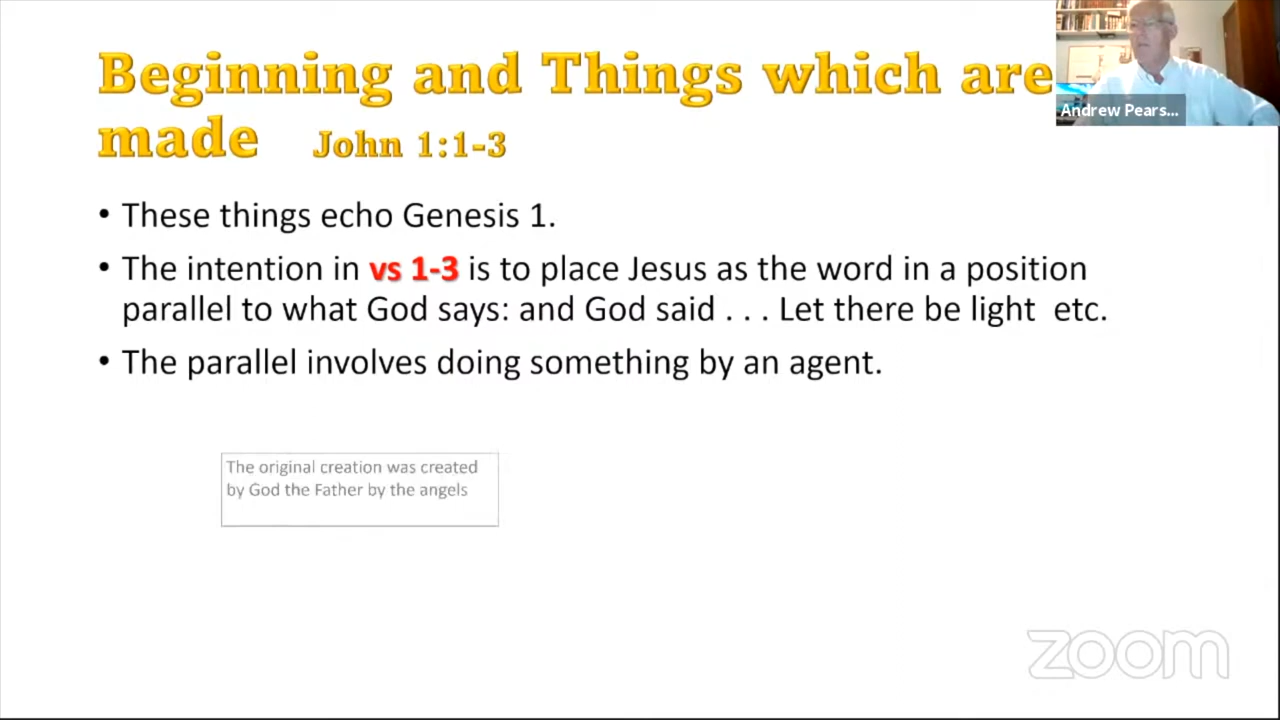 Beginning and Things which are
made John 1:1-3
Andrew Pears...
• These things echo Genesis 1.
• The intention in vs 1-3 is to place Jesus as the word in a position
parallel to what God says: and God said . . . Let there be light etc.
• The parallel involves doing something by an agent.
The original creation was created
by God the Father by the angels
zoom